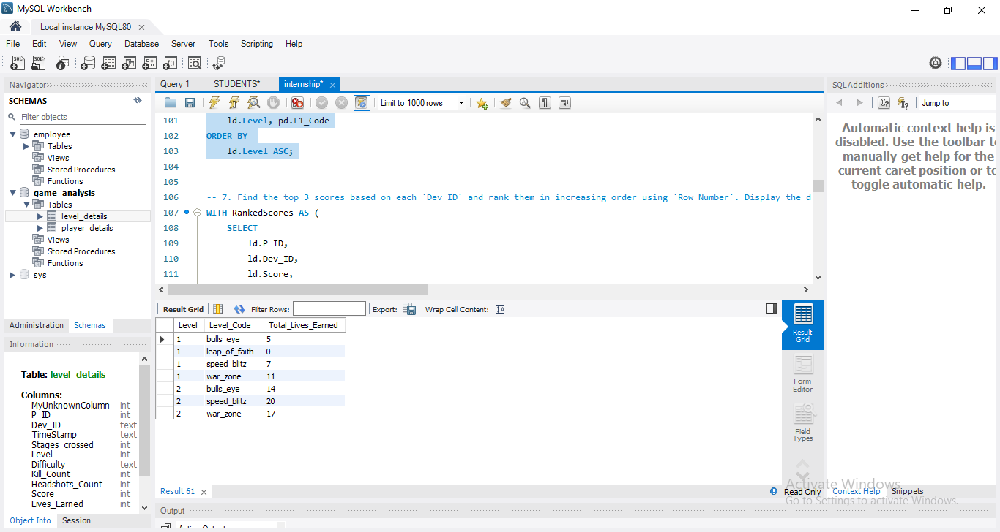 MySQL Workbench
Local instance MySQL80
File Edit View Query Database Server Tools Scripting Help
Navigator
SCHEMAS
Filter objects
employee
Tables
Views
Stored Procedures
Functions
game_analysis
Tables
level_details
player_details
Views
Stored Procedures
Functions
sys
Administration Schemas
Information
Table: level_details
Columns:
MyUnknownColumn int
P_ID int
Dev_ID text
TimeStamp text
Stages_crossed int
Level int
Difficulty text
Kill_Count int
Headshots_Count int
Score int
Lives_Earned int
Object Info Session
Query 1 STUDENTS* internship*
Limit to 1000 rows
101 ld.Level, pd.L1_Code
102 ORDER BY
103 ld.Level ASC;
104
105
106 -- 7. Find the top 3 scores based on each `Dev_ID` and rank them in increasing order using `Row_Number`. Display the d
107 WITH RankedScores AS (
108 SELECT
109 ld.P_ID,
110 ld.Dev_ID,
111 ld.Score,
Result Grid Filter Rows: Export: Wrap Cell Content:
Level Level_Code Total_Lives_Earned
1 bulls_eye 5
1 leap_of_faith 0
1 speed_blitz 7
1 war_zone 11
2 bulls_eye 14
2 speed_blitz 20
2 war_zone 17
Result
Grid
Form
Editor
Field
Types
Result 61
Read Only
Output
SQLAdditions
Jump to
Automatic context help is
disabled. Use the toolbar to
manually get help for the
current caret position or to
toggle automatic help.
Context Help Snippets
Activate Windows
Go to Settings to activate Windows.